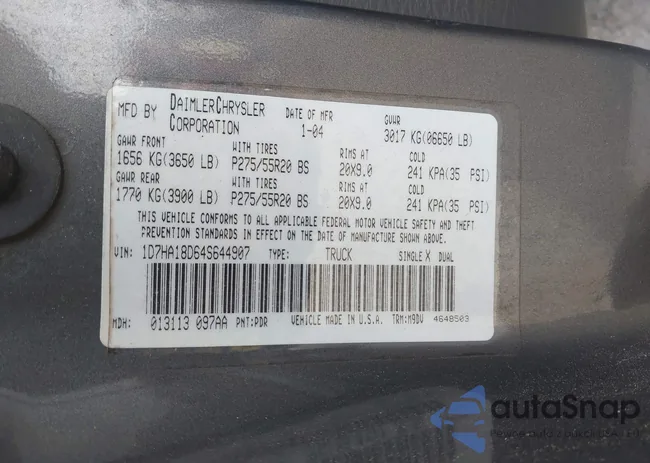 MFD BY DAIMLERCHRYSLER CORPORATION DATE OF MFR 1-04 GVWR 3017 KG(06650 LB)
GAWR FRONT WITH TIRES RIMS AT COLD
1656 KG(3650 LB) P275/55R20 BS 20X9.0 241 KPA(35 PSI)
GAWR REAR WITH TIRES RIMS AT COLD
1770 KG(3900 LB) P275/55R20 BS 20X9.0 241 KPA(35 PSI)
THIS VEHICLE CONFORMS TO ALL APPLICABLE FEDERAL MOTOR VEHICLE SAFETY AND THEFT
PREVENTION STANDARDS IN EFFECT ON THE DATE OF MANUFACTURE SHOWN ABOVE.
VIN: 1D7HA18D64S644907 TYPE: TRUCK SINGLE X DUAL
MDH: 013113 097AA PNT:PDR VEHICLE MADE IN U.S.A. TRM:M9DV 4648503
autaSnap